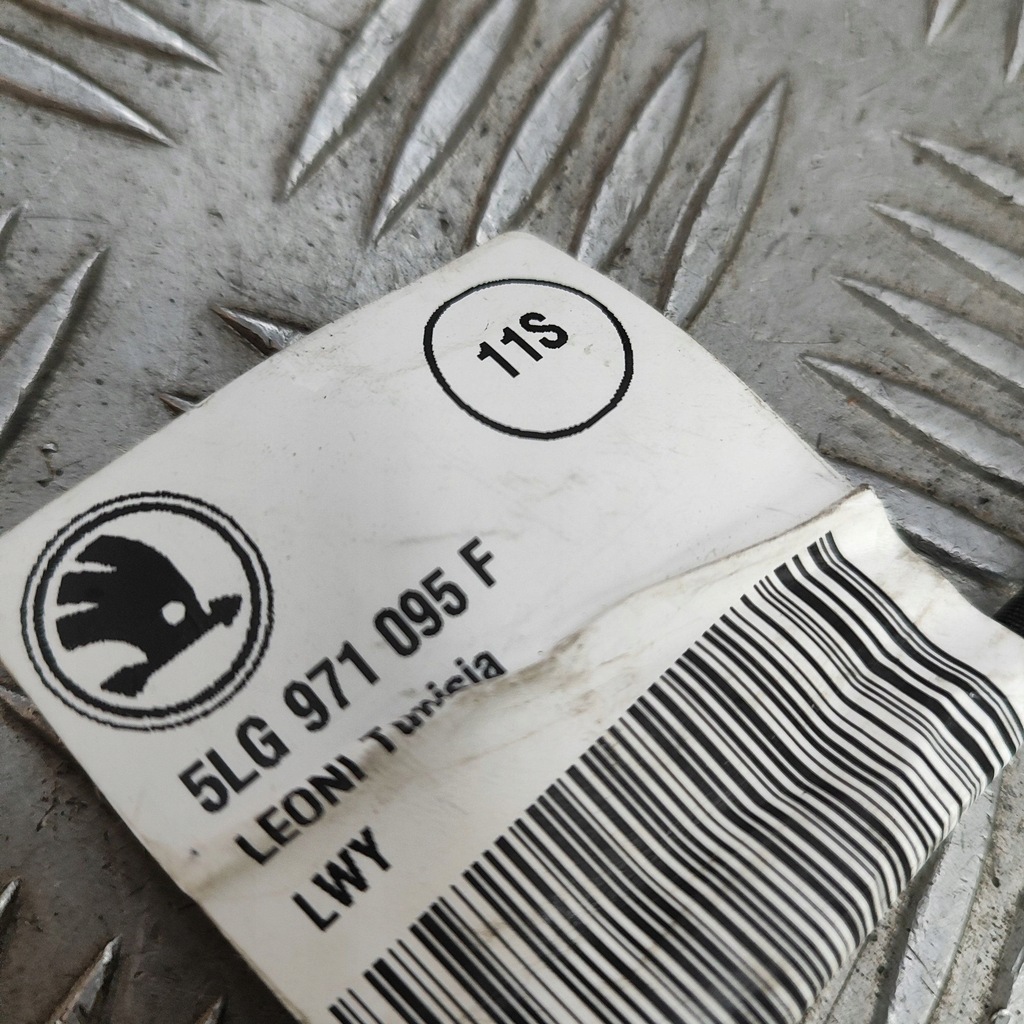 11S
5LG 971 095 F
LEONI Tunisia
LWY